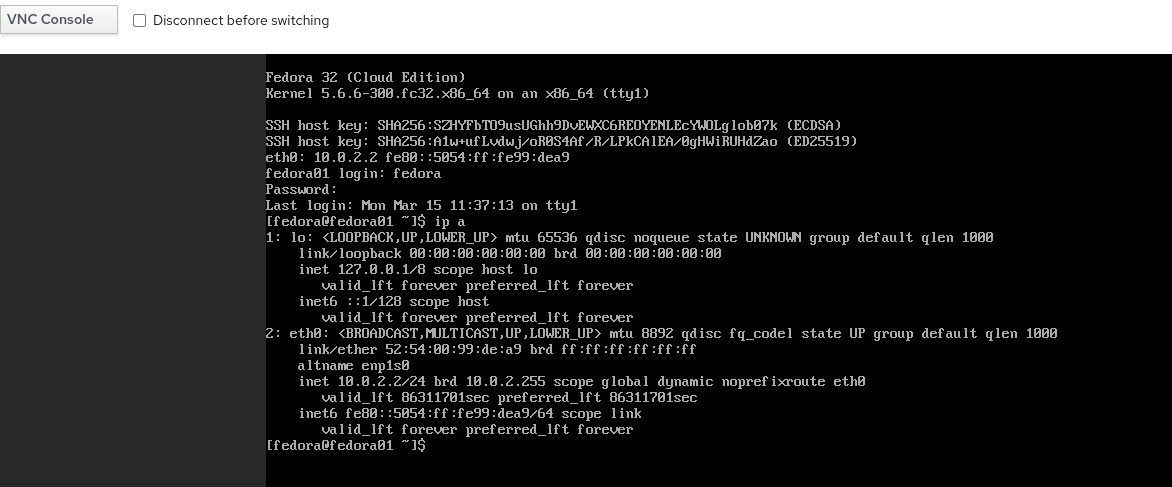 VNC Console
Disconnect before switching
Fedora 32 (Cloud Edition)
Kernel 5.6.6-300.fc32.x86_64 on an x86_64 (tty1)
SSH host key: SHA256:SZHYFbTO9usUGhh9DvEWXC6REOYENLEcYWOLglob07k (ECDSA)
SSH host key: SHA256:A1w+ufLvdwj/oR0S4Af/R/LPkCAlEA/0gHWiRUHdZao (ED25519)
eth0: 10.0.2.2 fe80::5054:ff:fe99:dea9
fedora01 login: fedora
Password:
Last login: Mon Mar 15 11:37:13 on tty1
[fedora@fedora01 ~]$ ip a
1: lo: <LOOPBACK,UP,LOWER_UP> mtu 65536 qdisc noqueue state UNKNOWN group default qlen 1000
link/loopback 00:00:00:00:00:00 brd 00:00:00:00:00:00
inet 127.0.0.1/8 scope host lo
valid_lft forever preferred_lft forever
inet6 ::1/128 scope host
valid_lft forever preferred_lft forever
2: eth0: <BROADCAST,MULTICAST,UP,LOWER_UP> mtu 8892 qdisc fq_codel state UP group default qlen 1000
link/ether 52:54:00:99:de:a9 brd ff:ff:ff:ff:ff:ff
altname enp1s0
inet 10.0.2.2/24 brd 10.0.2.255 scope global dynamic noprefixroute eth0
valid_lft 86311701sec preferred_lft 86311701sec
inet6 fe80::5054:ff:fe99:dea9/64 scope link
valid_lft forever preferred_lft forever
[fedora@fedora01 ~]$